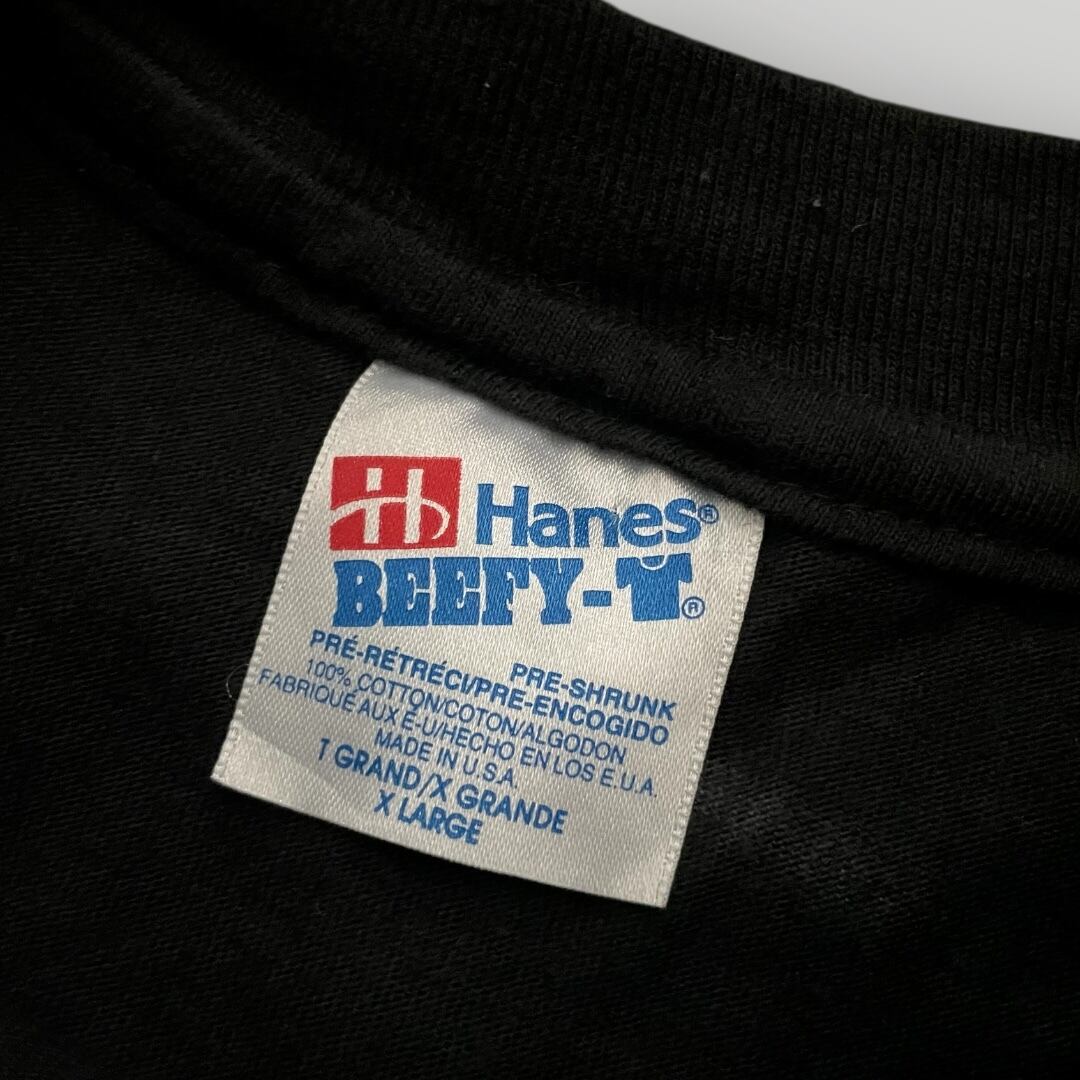 H Hanes®
BEEFY-T®
PRE-SHRUNK
PRÉ-RÉTRÉCI/PRE-ENCOGIDO
100% COTTON/COTON/ALGODON
FABRIQUÉ AUX É-U/HECHO EN LOS E.U.A.
MADE IN U.S.A.
T GRAND/X GRANDE
X LARGE